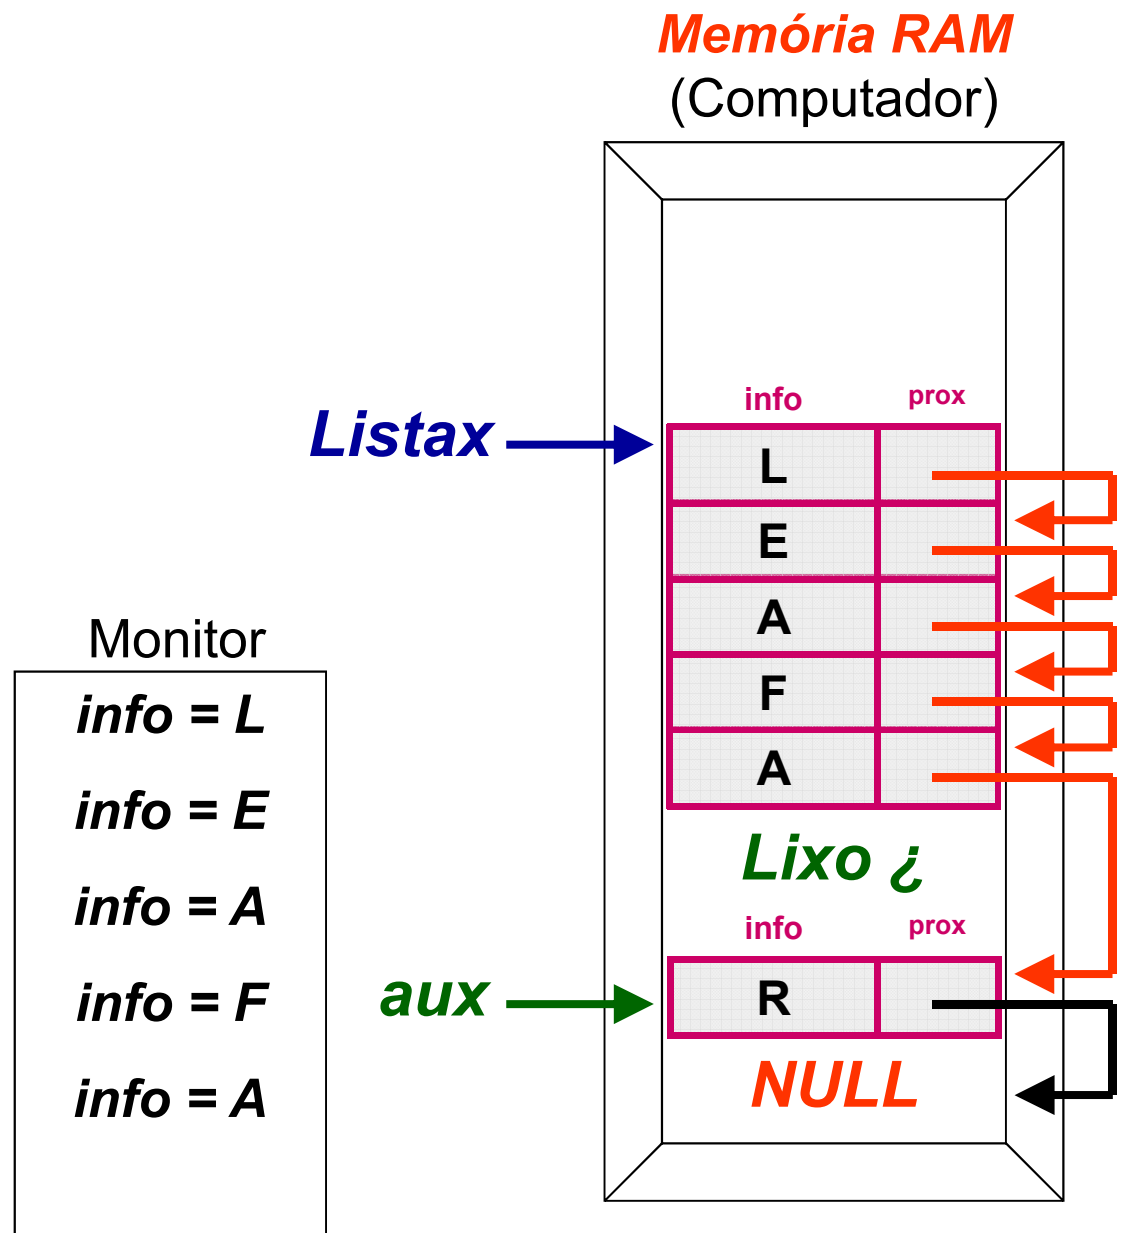 Memória RAM
(Computador)
info prox
Listax
L
E
A
F
A
Lixo ¿
info prox
aux
R
NULL
Monitor
info = L
info = E
info = A
info = F
info = A